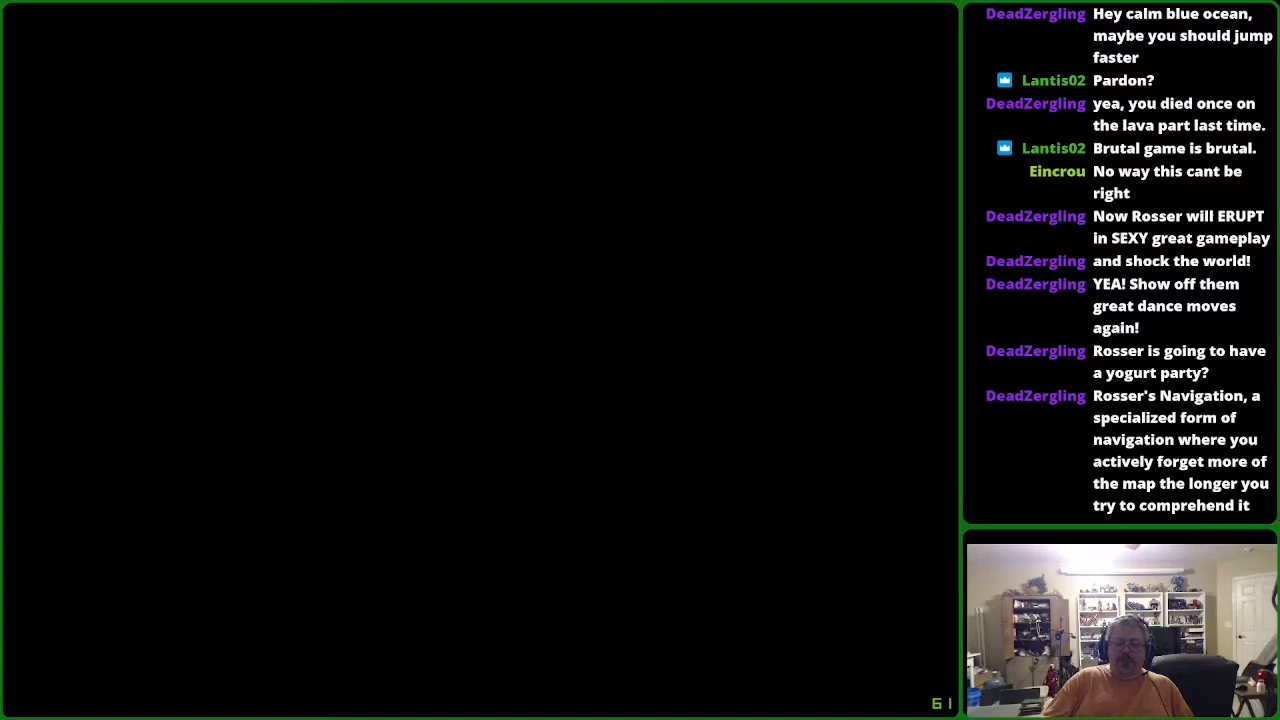 DeadZergling Hey calm blue ocean,
maybe you should jump
faster
Lantis02 Pardon?
DeadZergling yea, you died once on
the lava part last time.
Lantis02 Brutal game is brutal.
Eincrou No way this cant be
right
DeadZergling Now Rosser will ERUPT
in SEXY great gameplay
DeadZergling and shock the world!
DeadZergling YEA! Show off them
great dance moves
again!
DeadZergling Rosser is going to have
a yogurt party?
DeadZergling Rosser's Navigation, a
specialized form of
navigation where you
actively forget more of
the map the longer you
try to comprehend it
61